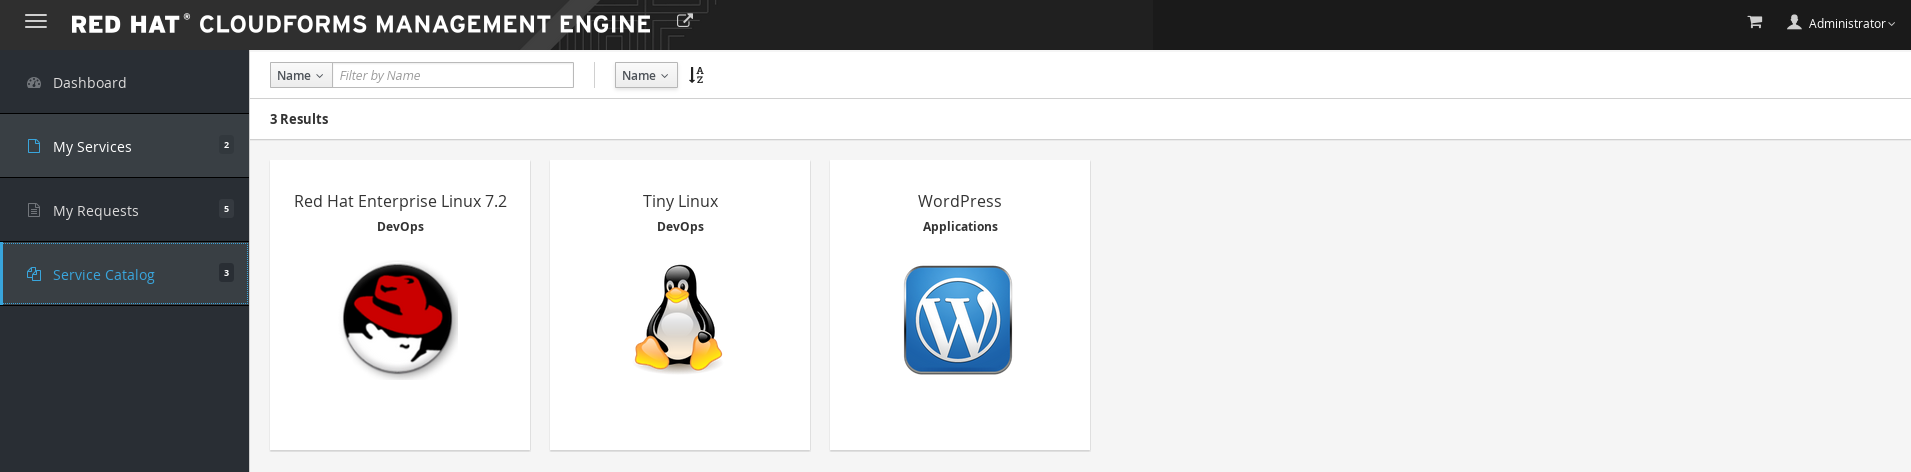 RED HAT® CLOUDFORMS MANAGEMENT ENGINE
Administrator
Dashboard
My Services 2
My Requests 5
Service Catalog 3
Name Filter by Name Name
3 Results
Red Hat Enterprise Linux 7.2
DevOps
Tiny Linux
DevOps
WordPress
Applications